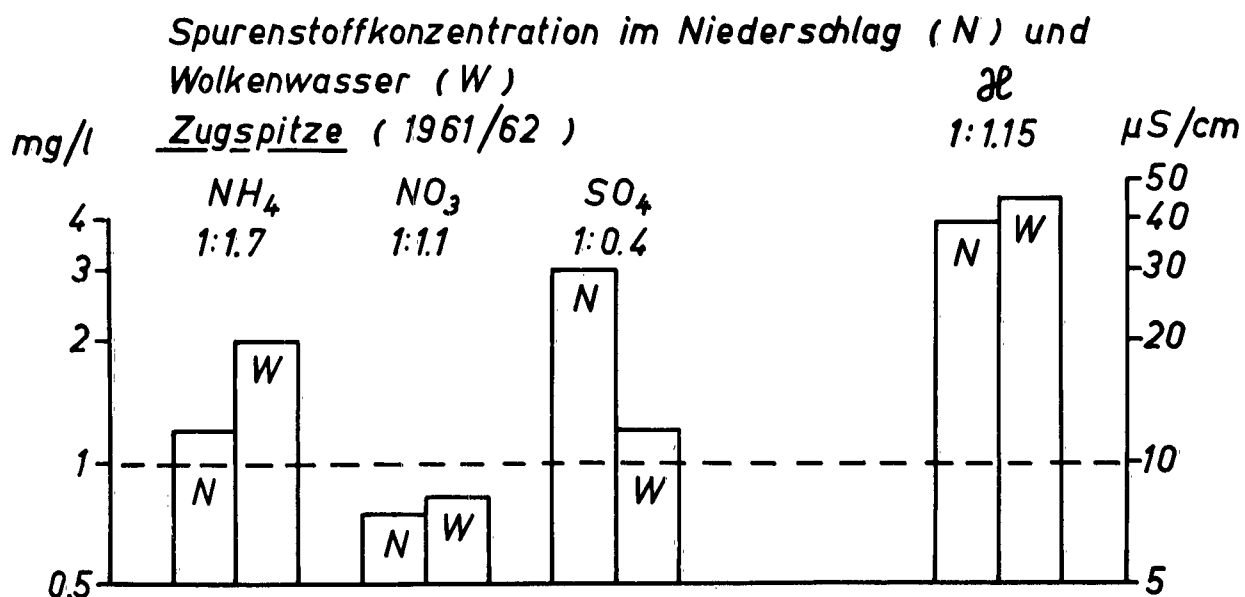 Spurenstoffkonzentration im Niederschlag (N) und
Wolkenwasser (W)
Zugspitze (1961/62)
ϰ
1:1.15
mg/l
µS/cm
NH₄
NO₃
SO₄
1:1.7
1:1.1
1:0.4
4
3
2
1
0.5
50
40
30
20
10
5
N
W
N
W
N
W
N
W